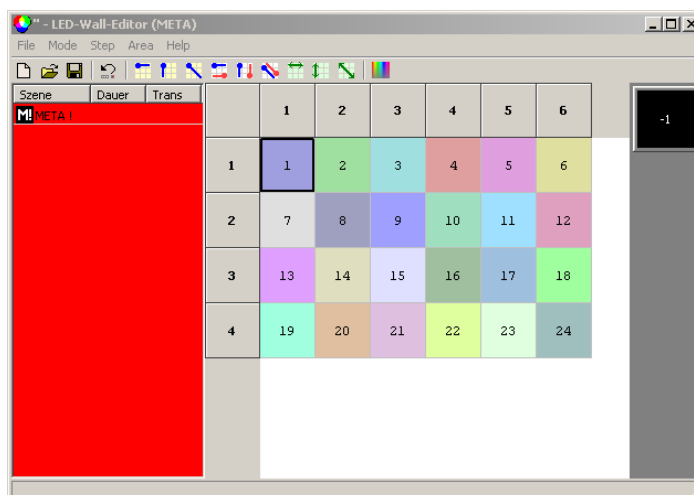 " - LED-Wall-Editor (META)
File Mode Step Area Help
Szene Dauer Trans
M! META !
1 2 3 4 5 6
-1
1 1 2 3 4 5 6
2 7 8 9 10 11 12
3 13 14 15 16 17 18
4 19 20 21 22 23 24